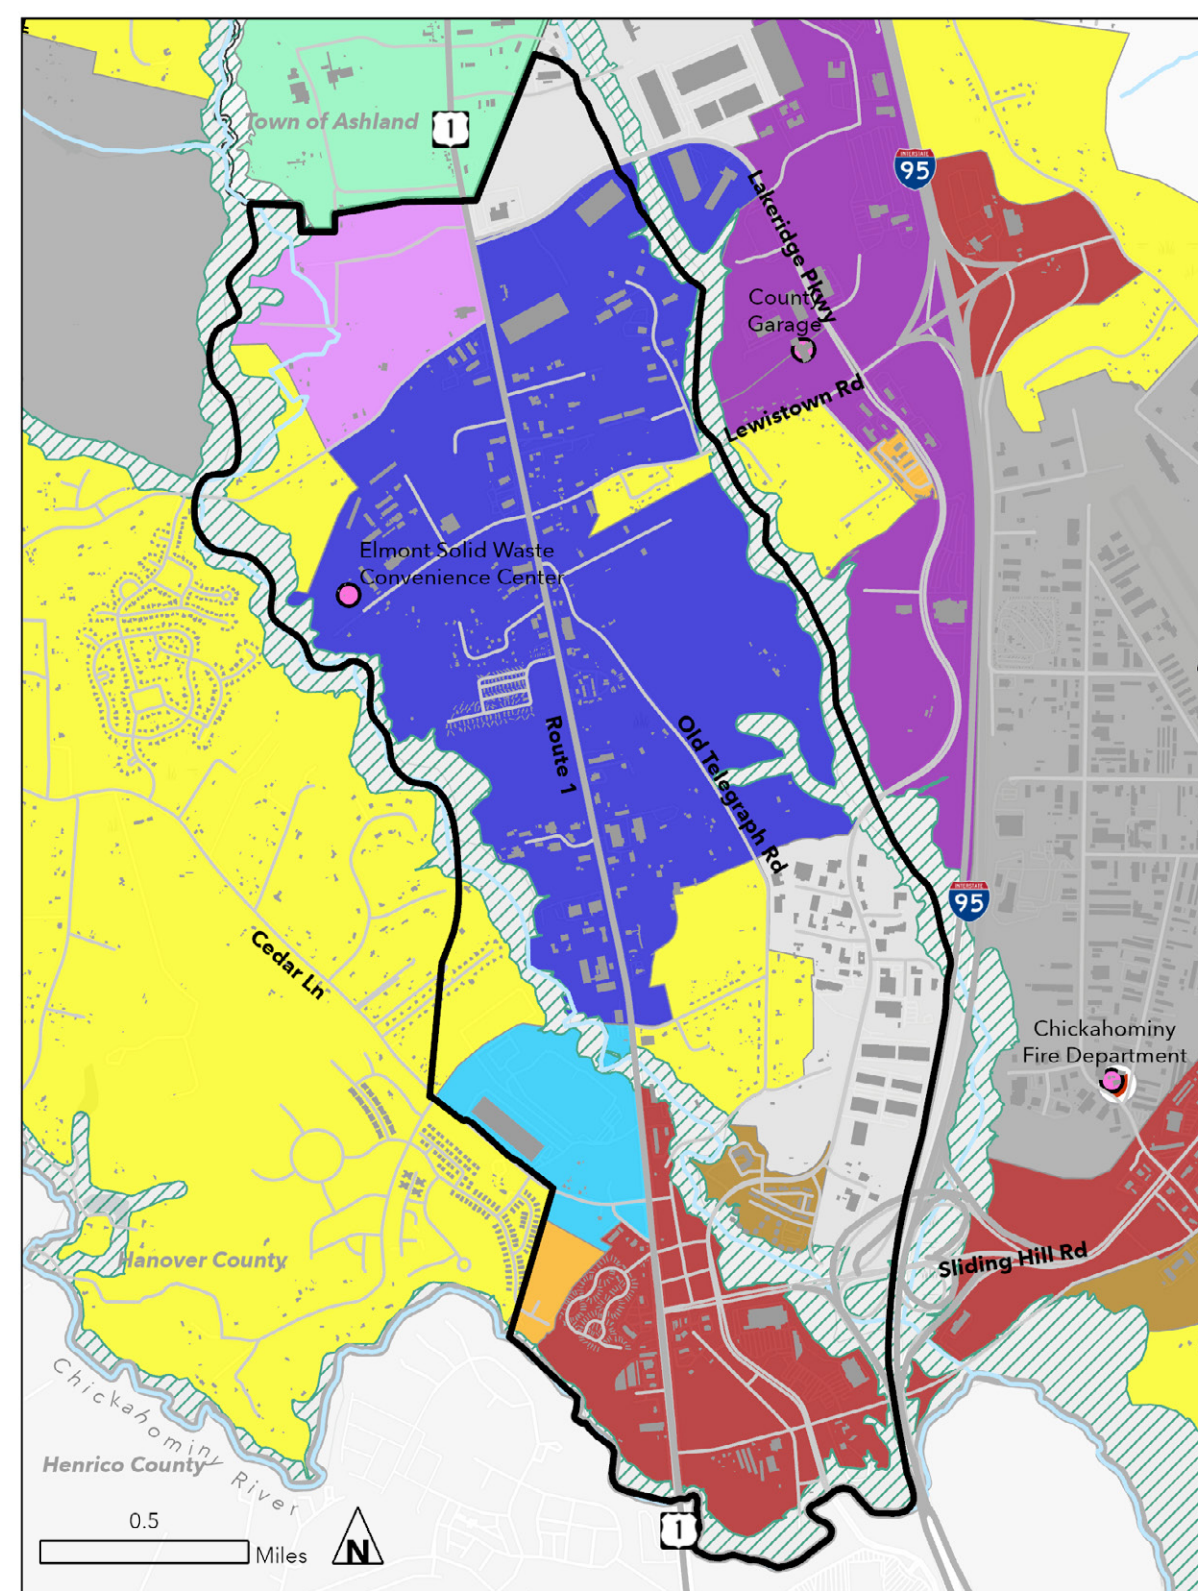 Town of Ashland
1
INTERSTATE
95
Lakeridge Pkwy
County
Garage
Lewistown Rd
Elmont Solid Waste
Convenience Center
Route 1
Old Telegraph Rd
INTERSTATE
95
Cedar Ln
Chickahominy
Fire Department
Hanover County
Sliding Hill Rd
Chickahominy River
Henrico County
0.5
Miles
N
1